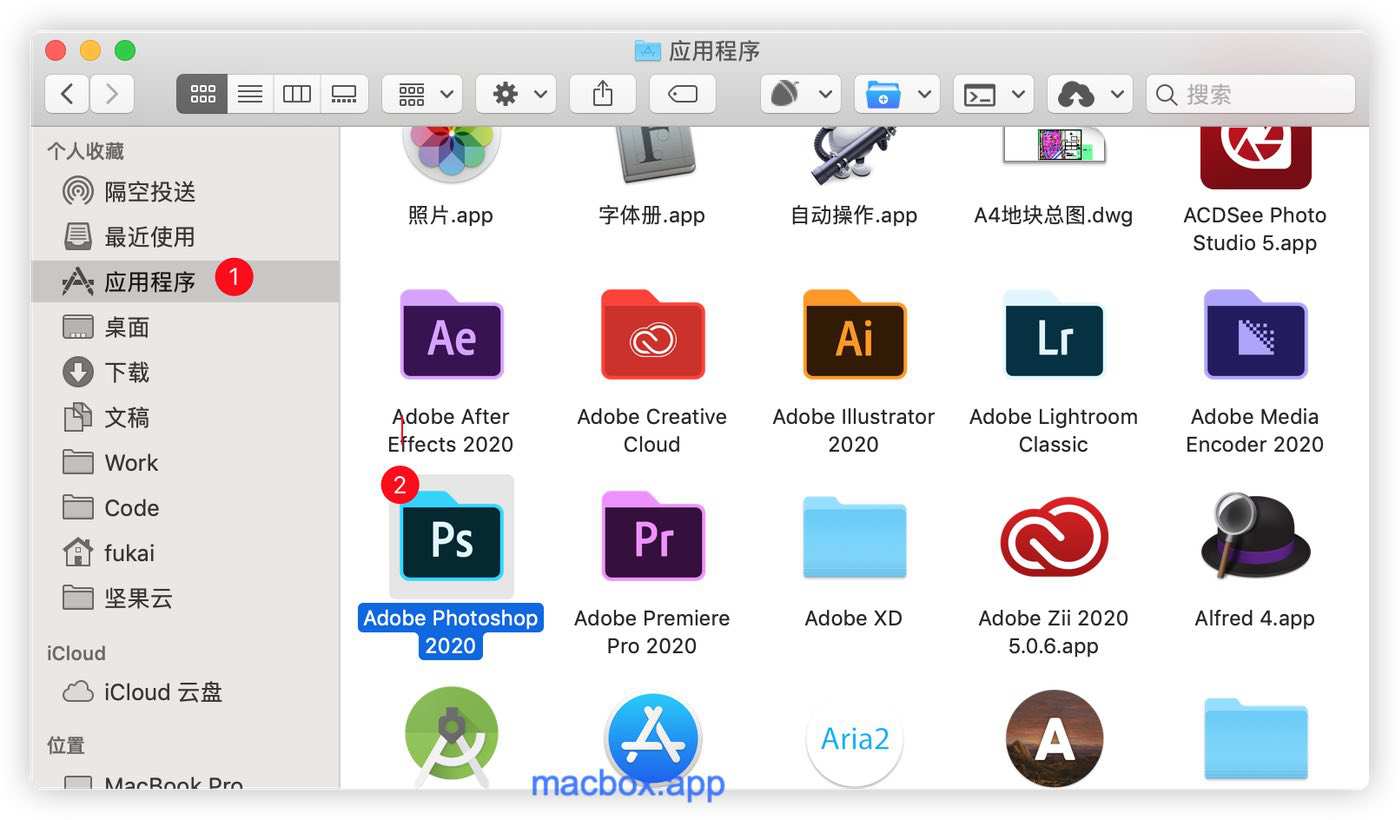 应用程序
搜索
个人收藏
隔空投送
最近使用
应用程序
1
桌面
下载
文稿
Work
Code
fukai
坚果云
iCloud
iCloud 云盘
位置
MacBook Pro
F
照片.app
字体册.app
自动操作.app
A4地块总图.dwg
ACDSee Photo
Studio 5.app
Ae
Ai
Lr
Adobe After
Effects 2020
Adobe Creative
Cloud
Adobe Illustrator
2020
Adobe Lightroom
Classic
Adobe Media
Encoder 2020
2
Ps
Pr
Adobe Photoshop
2020
Adobe Premiere
Pro 2020
Adobe XD
Adobe Zii 2020
5.0.6.app
Alfred 4.app
Aria2
A
macbox.app